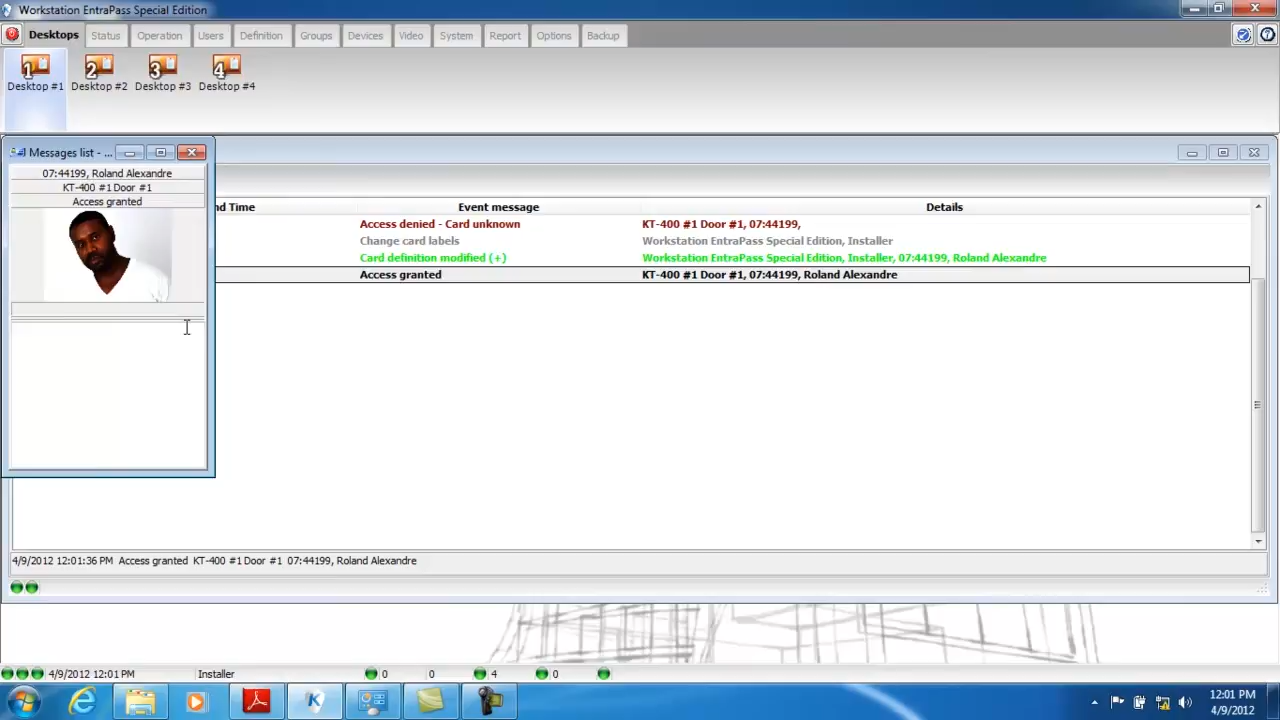 Workstation EntraPass Special Edition
Desktops Status Operation Users Definition Groups Devices Video System Report Options Backup
1 2 3 4
Desktop #1 Desktop #2 Desktop #3 Desktop #4
Messages list - ...
07:44199, Roland Alexandre
KT-400 #1 Door #1
Access granted
nd Time Event message Details
Access denied - Card unknown KT-400 #1 Door #1, 07:44199,
Change card labels Workstation EntraPass Special Edition, Installer
Card definition modified (+) Workstation EntraPass Special Edition, Installer, 07:44199, Roland Alexandre
Access granted KT-400 #1 Door #1, 07:44199, Roland Alexandre
4/9/2012 12:01:36 PM Access granted KT-400 #1 Door #1 07:44199, Roland Alexandre
4/9/2012 12:01 PM Installer 0 0 4 0
12:01 PM
4/9/2012